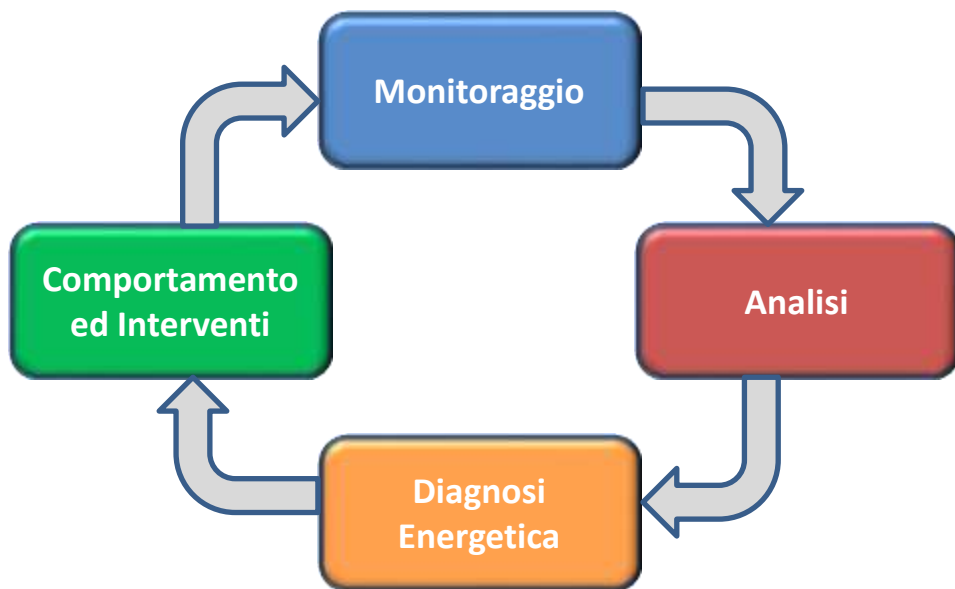 Monitoraggio
Analisi
Diagnosi
Energetica
Comportamento
ed Interventi